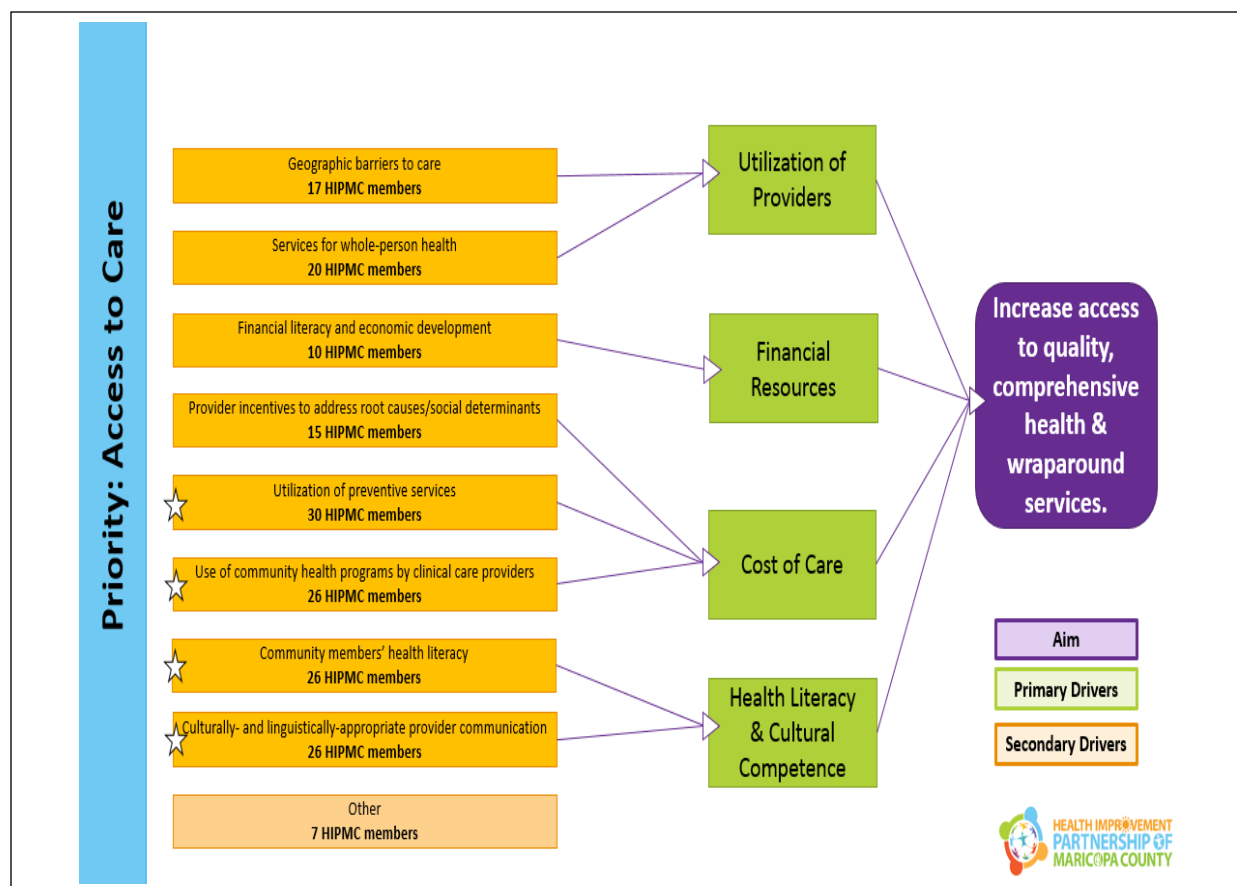 Priority: Access to Care
Geographic barriers to care
17 HIPMC members
Services for whole-person health
20 HIPMC members
Financial literacy and economic development
10 HIPMC members
Provider incentives to address root causes/social determinants
15 HIPMC members
Utilization of preventive services
30 HIPMC members
Use of community health programs by clinical care providers
26 HIPMC members
Community members’ health literacy
26 HIPMC members
Culturally- and linguistically-appropriate provider communication
26 HIPMC members
Other
7 HIPMC members
Utilization of
Providers
Financial
Resources
Cost of Care
Health Literacy
& Cultural
Competence
Increase access
to quality,
comprehensive
health &
wraparound
services.
Aim
Primary Drivers
Secondary Drivers
HEALTH IMPROVEMENT
PARTNERSHIP OF
MARICOPA COUNTY